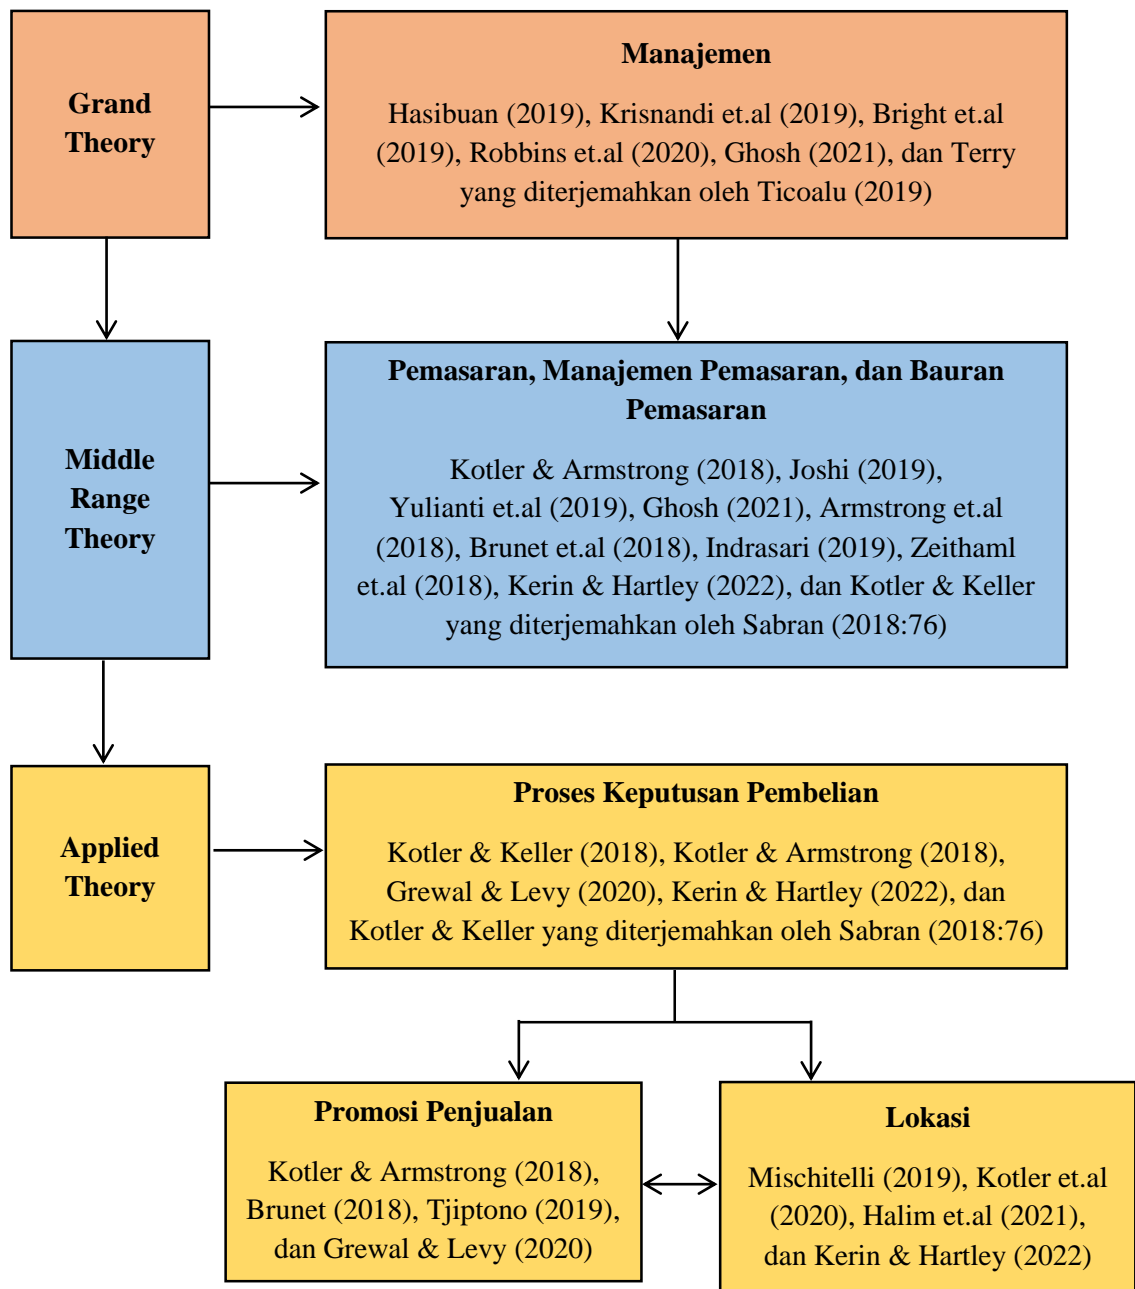 Grand
Theory
Manajemen
Hasibuan (2019), Krisnandi et.al (2019), Bright et.al
(2019), Robbins et.al (2020), Ghosh (2021), dan Terry
yang diterjemahkan oleh Ticoalu (2019)
Middle
Range
Theory
Pemasaran, Manajemen Pemasaran, dan Bauran
Pemasaran
Kotler & Armstrong (2018), Joshi (2019),
Yulianti et.al (2019), Ghosh (2021), Armstrong et.al
(2018), Brunet et.al (2018), Indrasari (2019), Zeithaml
et.al (2018), Kerin & Hartley (2022), dan Kotler & Keller
yang diterjemahkan oleh Sabran (2018:76)
Applied
Theory
Proses Keputusan Pembelian
Kotler & Keller (2018), Kotler & Armstrong (2018),
Grewal & Levy (2020), Kerin & Hartley (2022), dan
Kotler & Keller yang diterjemahkan oleh Sabran (2018:76)
Promosi Penjualan
Kotler & Armstrong (2018),
Brunet (2018), Tjiptono (2019),
dan Grewal & Levy (2020)
Lokasi
Mischitelli (2019), Kotler et.al
(2020), Halim et.al (2021),
dan Kerin & Hartley (2022)